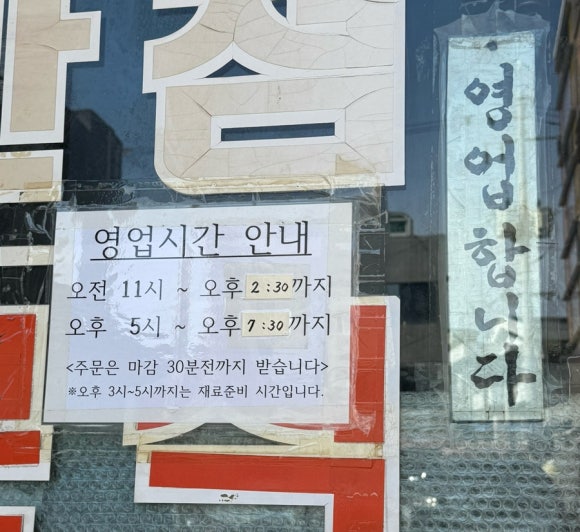 영업시간 안내
오전 11시 ~ 오후 2:30까지
오후 5시 ~ 오후 7:30까지
<주문은 마감 30분전까지 받습니다>
※오후 3시~5시까지는 재료준비 시간입니다.
영업합니다